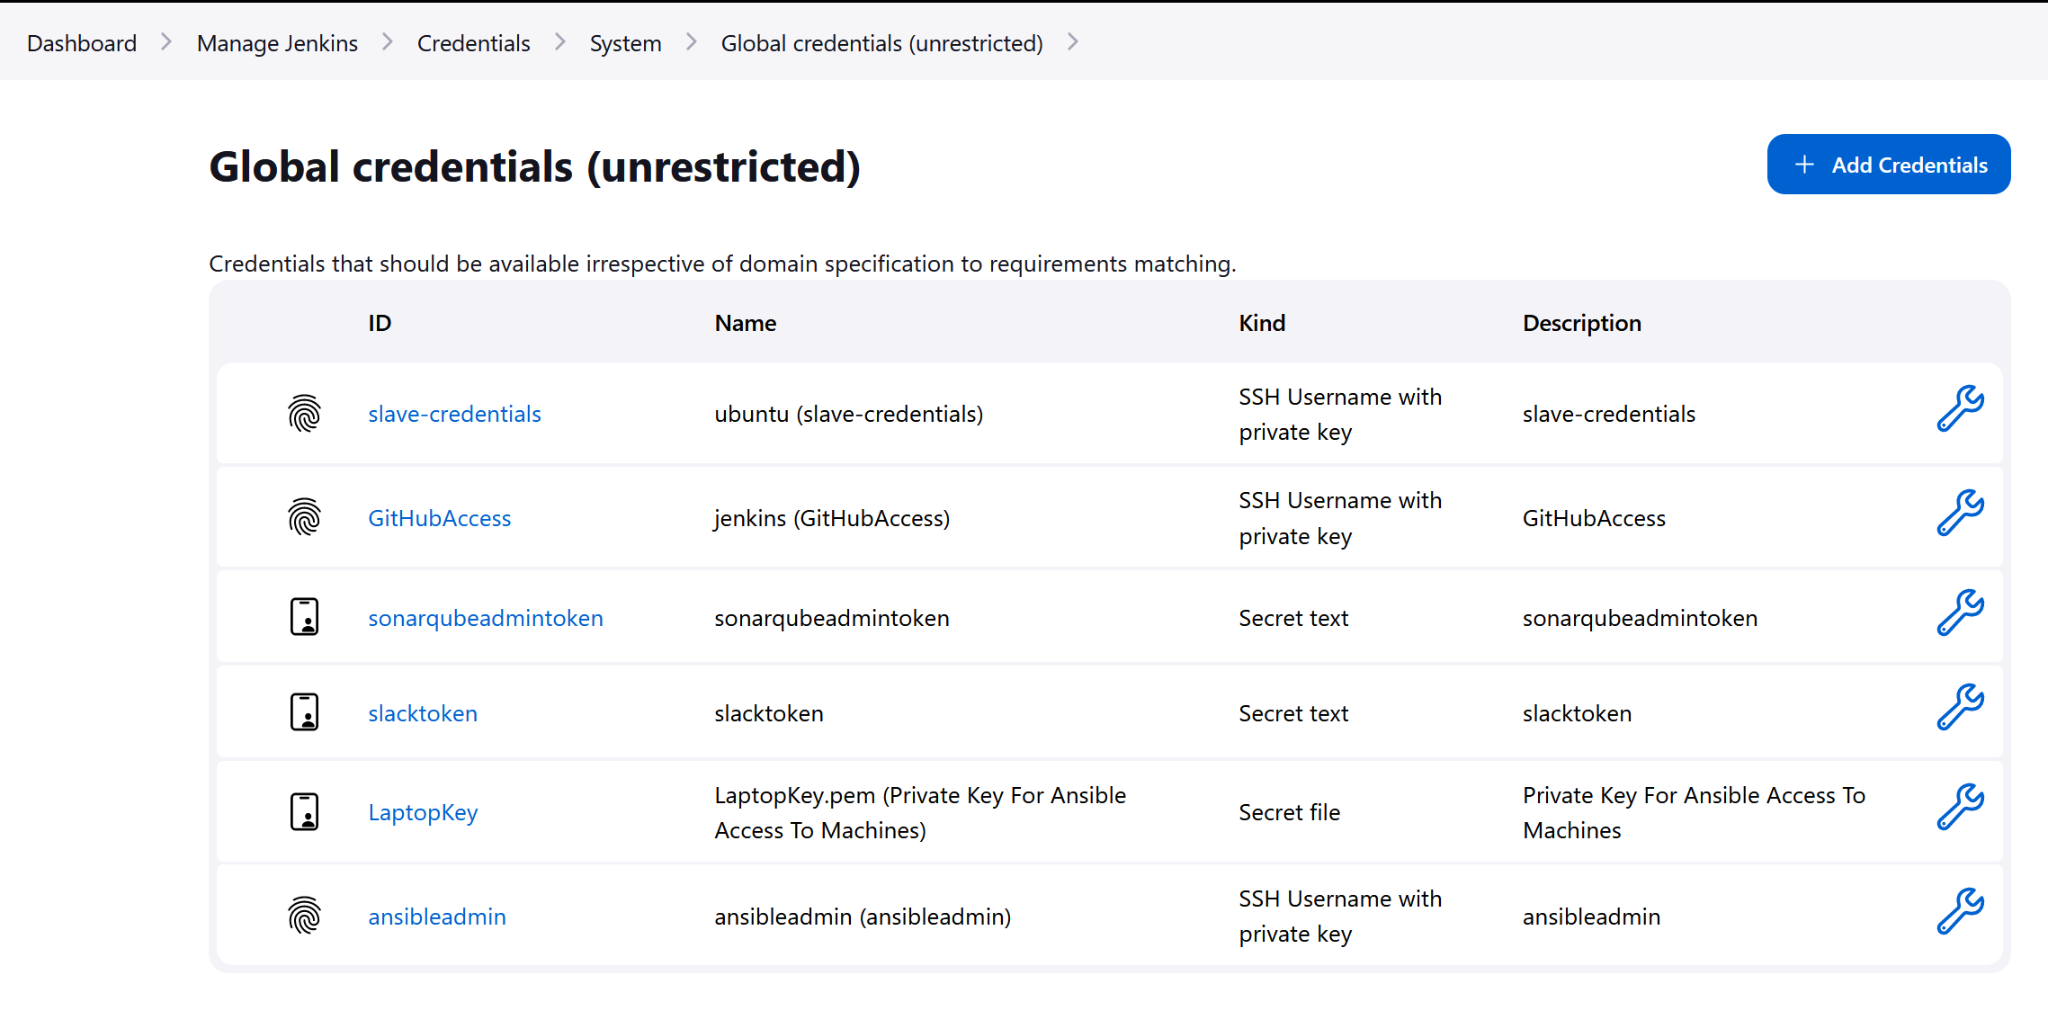 Dashboard > Manage Jenkins > Credentials > System > Global credentials (unrestricted) >
Global credentials (unrestricted)
+ Add Credentials
Credentials that should be available irrespective of domain specification to requirements matching.
ID Name Kind Description
slave-credentials ubuntu (slave-credentials) SSH Username with private key slave-credentials
GitHubAccess jenkins (GitHubAccess) SSH Username with private key GitHubAccess
sonarqubeadmintoken sonarqubeadmintoken Secret text sonarqubeadmintoken
slacktoken slacktoken Secret text slacktoken
LaptopKey LaptopKey.pem (Private Key For Ansible Access To Machines) Secret file Private Key For Ansible Access To Machines
ansibleadmin ansibleadmin (ansibleadmin) SSH Username with private key ansibleadmin